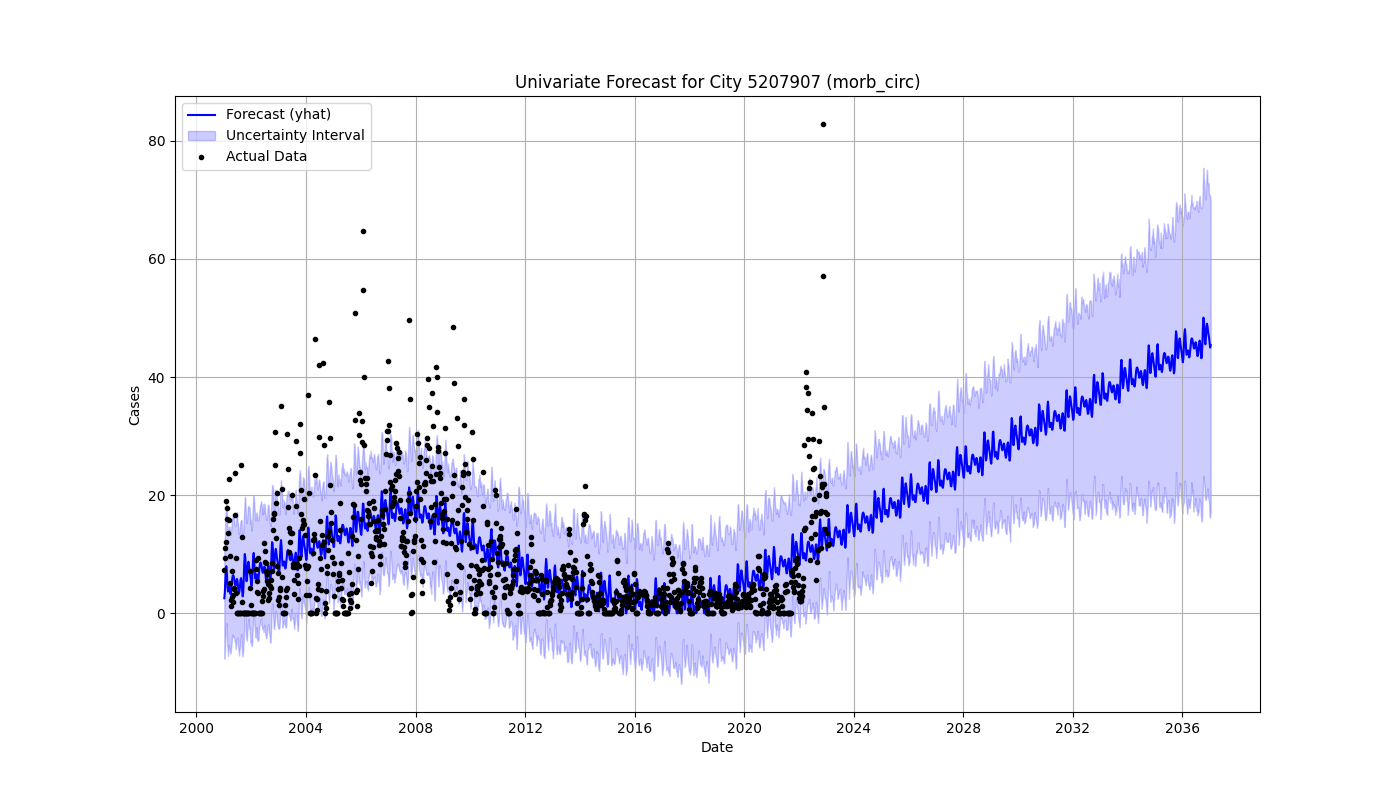 Univariate Forecast for City 5207907 (morb_circ)
Forecast (yhat)
Uncertainty Interval
Actual Data
80
60
40
20
0
Cases
2000 2004 2008 2012 2016 2020 2024 2028 2032 2036
Date